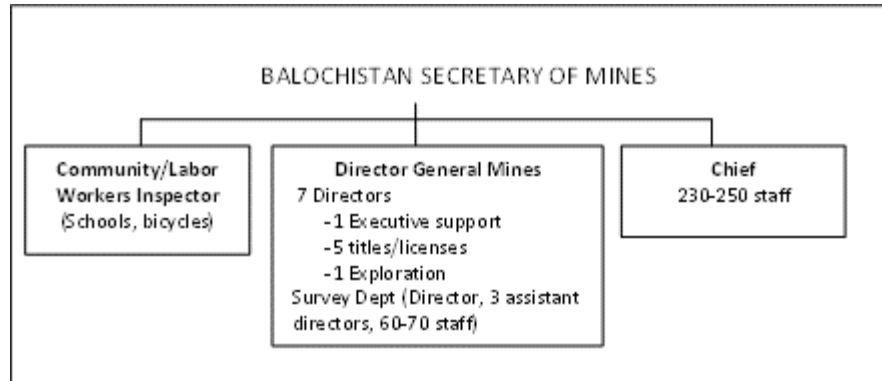 BALOCHISTAN SECRETARY OF MINES
Community/Labor
Workers Inspector
(Schools, bicycles)
Director General Mines
7 Directors
-1 Executive support
-5 titles/licenses
-1 Exploration
Survey Dept (Director, 3 assistant
directors, 60-70 staff)
Chief
230-250 staff